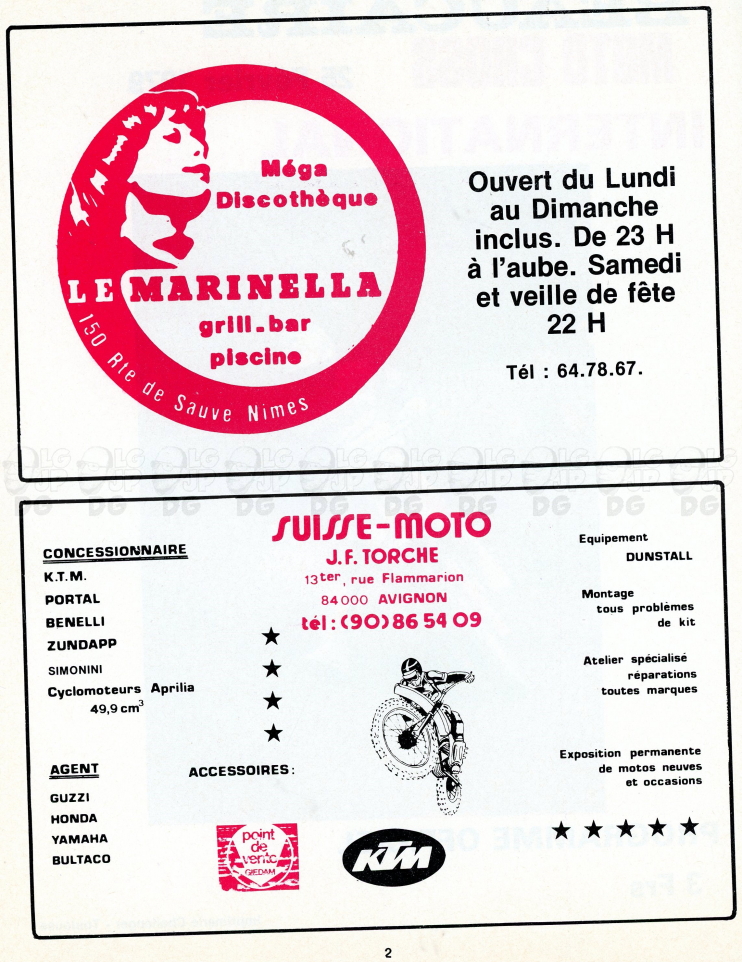 Méga
Discothèque
LE MARINELLA
grill-bar
piscine
150 Rte de Sauve Nimes
Ouvert du Lundi
au Dimanche
inclus. De 23 H
à l'aube. Samedi
et veille de fête
22 H
Tél : 64.78.67.
SUISSE-MOTO
J.F. TORCHE
13ter, rue Flammarion
84000 AVIGNON
tél : (90) 86 54 09
CONCESSIONNAIRE
K.T.M.
PORTAL
BENELLI
ZUNDAPP
SIMONINI
Cyclomoteurs Aprilia
49,9 cm³
AGENT
GUZZI
HONDA
YAMAHA
BULTACO
ACCESSOIRES :
point
de
vente
GIEDAM
KTM
Equipement
DUNSTALL
Montage
tous problèmes
de kit
Atelier spécialisé
réparations
toutes marques
Exposition permanente
de motos neuves
et occasions
2